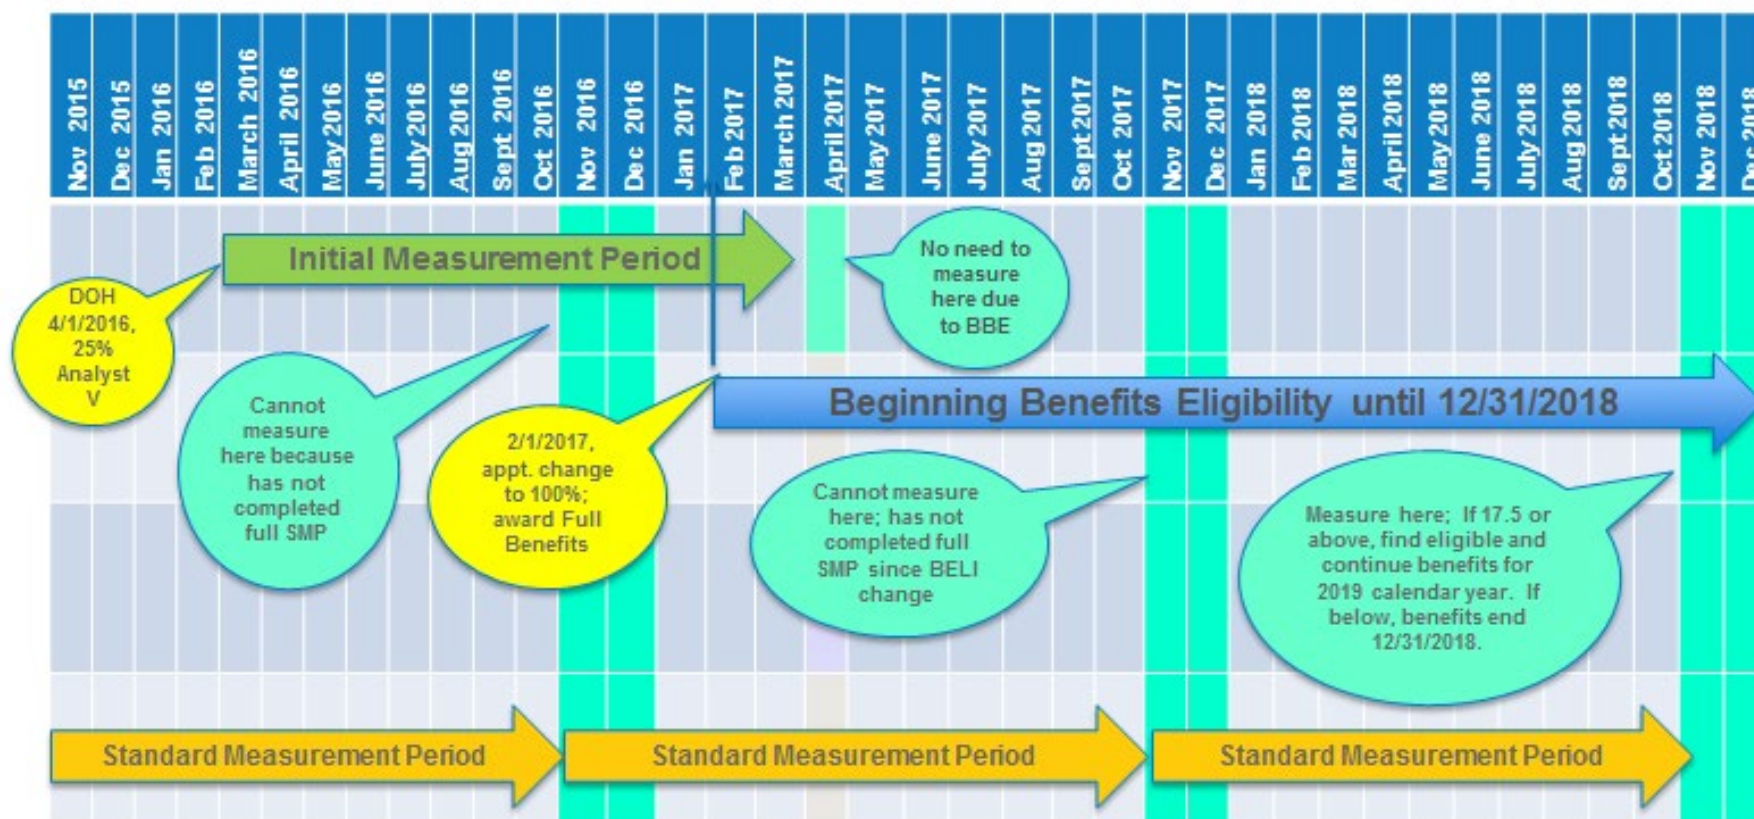 Nov 2015
Dec 2015
Jan 2016
Feb 2016
March 2016
April 2016
May 2016
June 2016
July 2016
Aug 2016
Sept 2016
Oct 2016
Nov 2016
Dec 2016
Jan 2017
Feb 2017
March 2017
April 2017
May 2017
June 2017
July 2017
Aug 2017
Sept 2017
Oct 2017
Nov 2017
Dec 2017
Jan 2018
Feb 2018
Mar 2018
April 2018
May 2018
June 2018
July 2018
Aug 2018
Sept 2018
Oct 2018
Nov 2018
Dec 2018
Initial Measurement Period
No need to
measure
here due
to BBE
DOH
4/1/2016,
25%
Analyst
V
Cannot
measure
here because
has not
completed
full SMP
Beginning Benefits Eligibility until 12/31/2018
2/1/2017,
appt. change
to 100%;
award Full
Benefits
Cannot measure
here; has not
completed full
SMP since BELI
change
Measure here; If 17.5 or
above, find eligible and
continue benefits for
2019 calendar year. If
below, benefits end
12/31/2018.
Standard Measurement Period
Standard Measurement Period
Standard Measurement Period